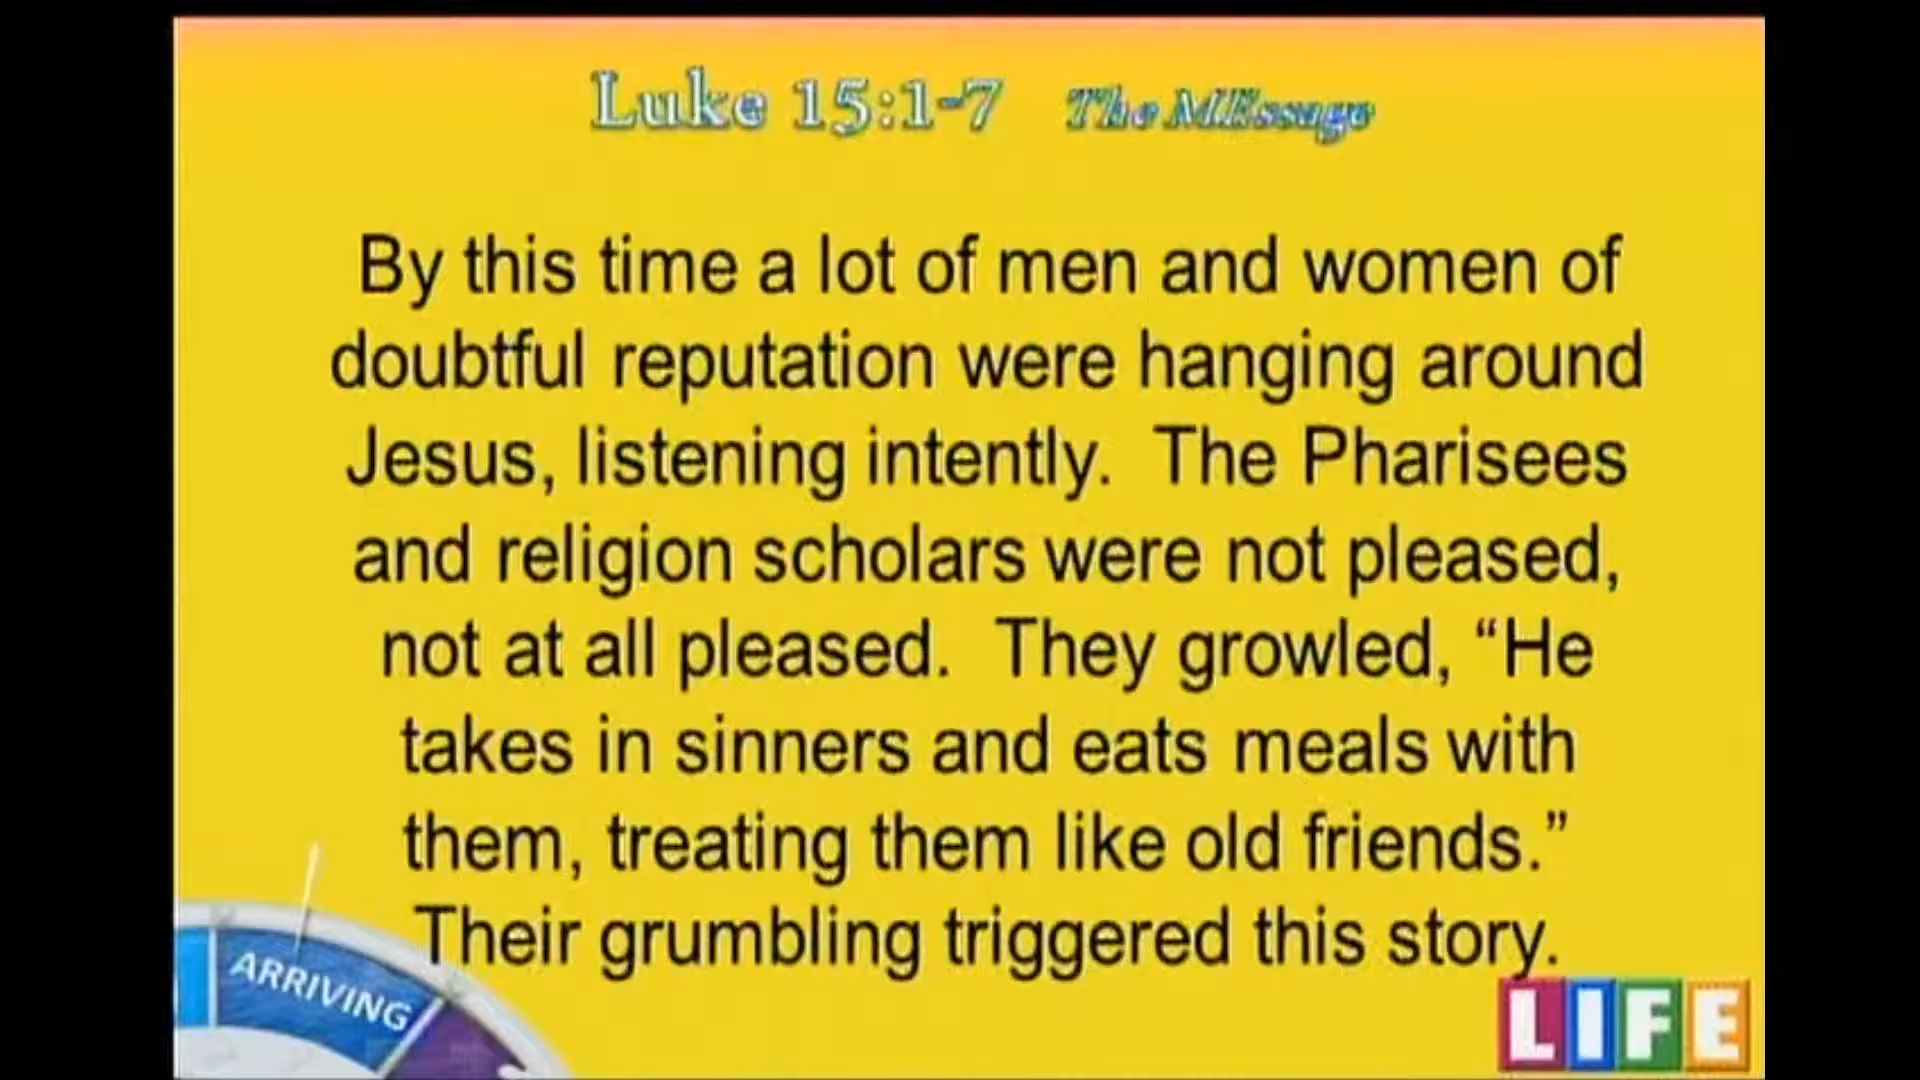 Luke 15:1-7 The MEssage
By this time a lot of men and women of
doubtful reputation were hanging around
Jesus, listening intently. The Pharisees
and religion scholars were not pleased,
not at all pleased. They growled, “He
takes in sinners and eats meals with
them, treating them like old friends.”
Their grumbling triggered this story.
ARRIVING
LIFE